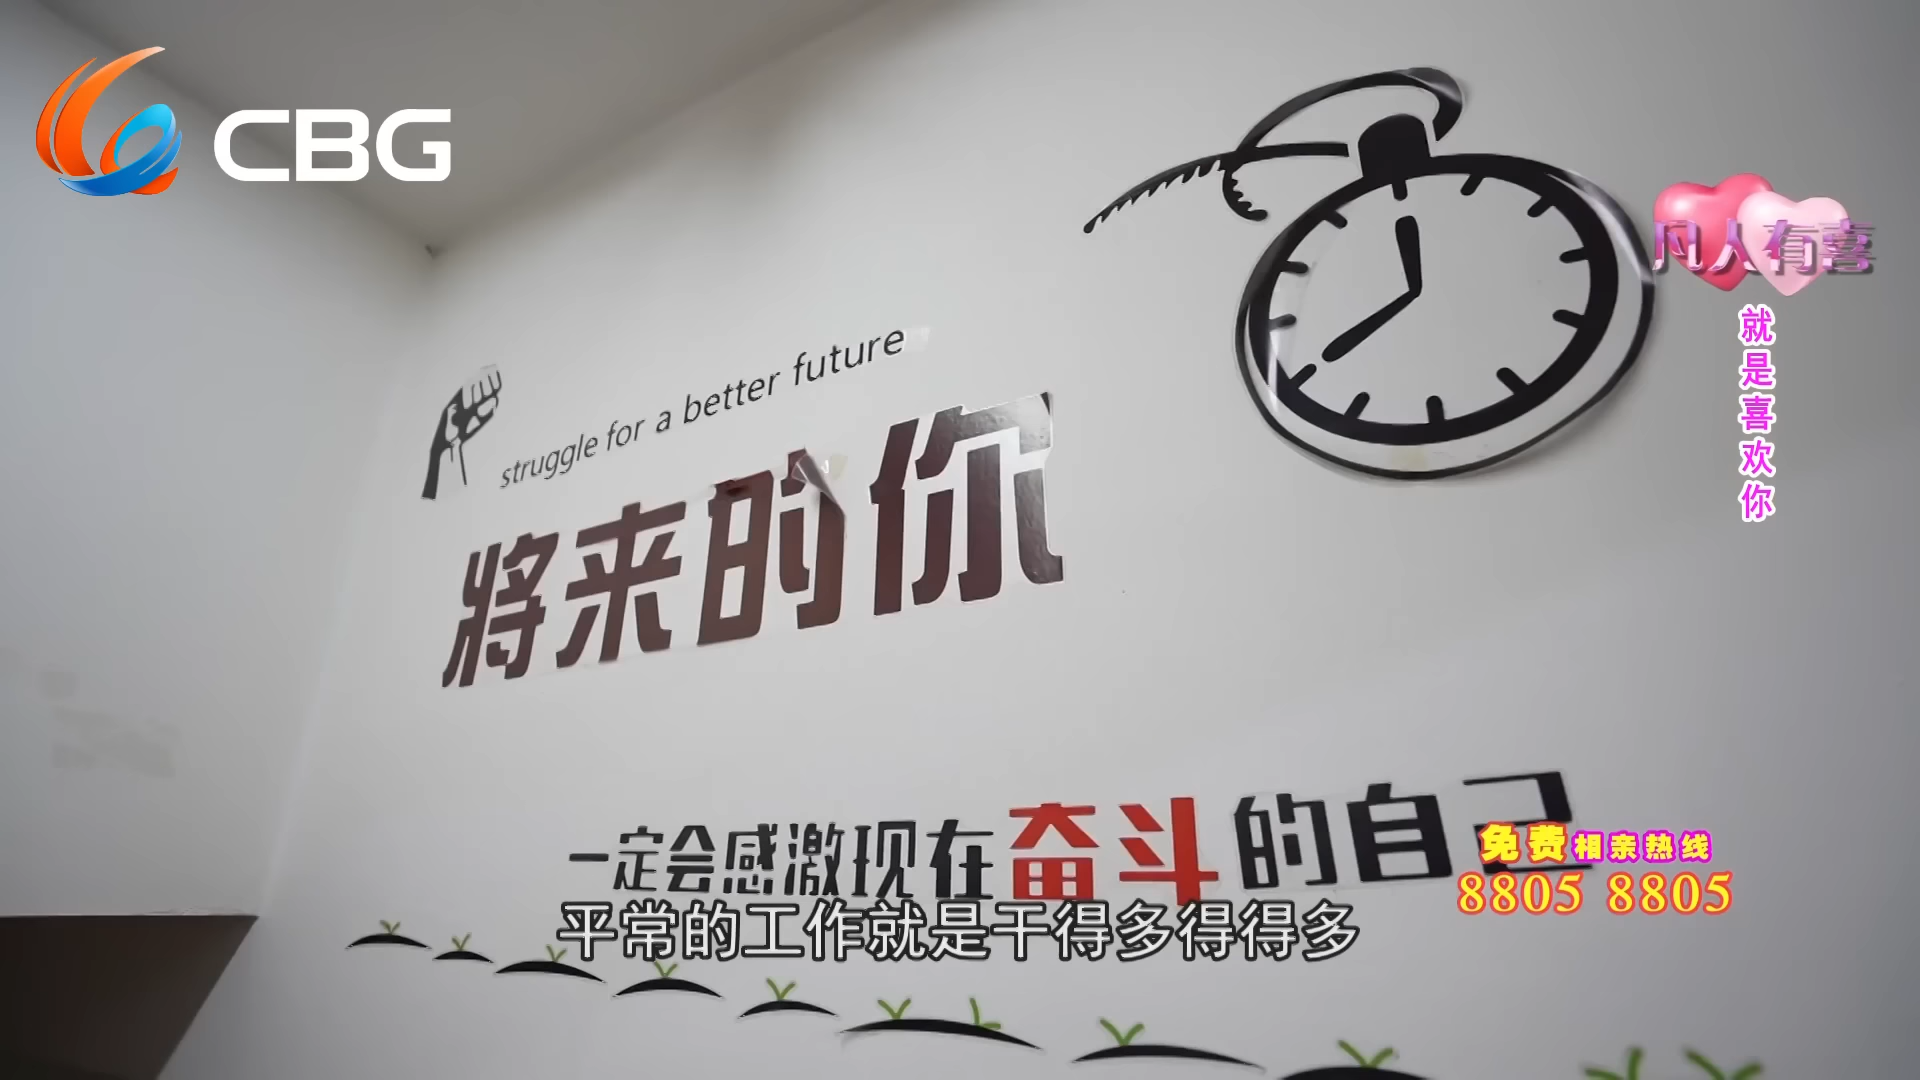 CBG
凡人有喜
就是喜欢你
struggle for a better future
將来的你
一定会感激现在奋斗的自己
免费相亲热线
8805 8805
平常的工作就是干得多得得多